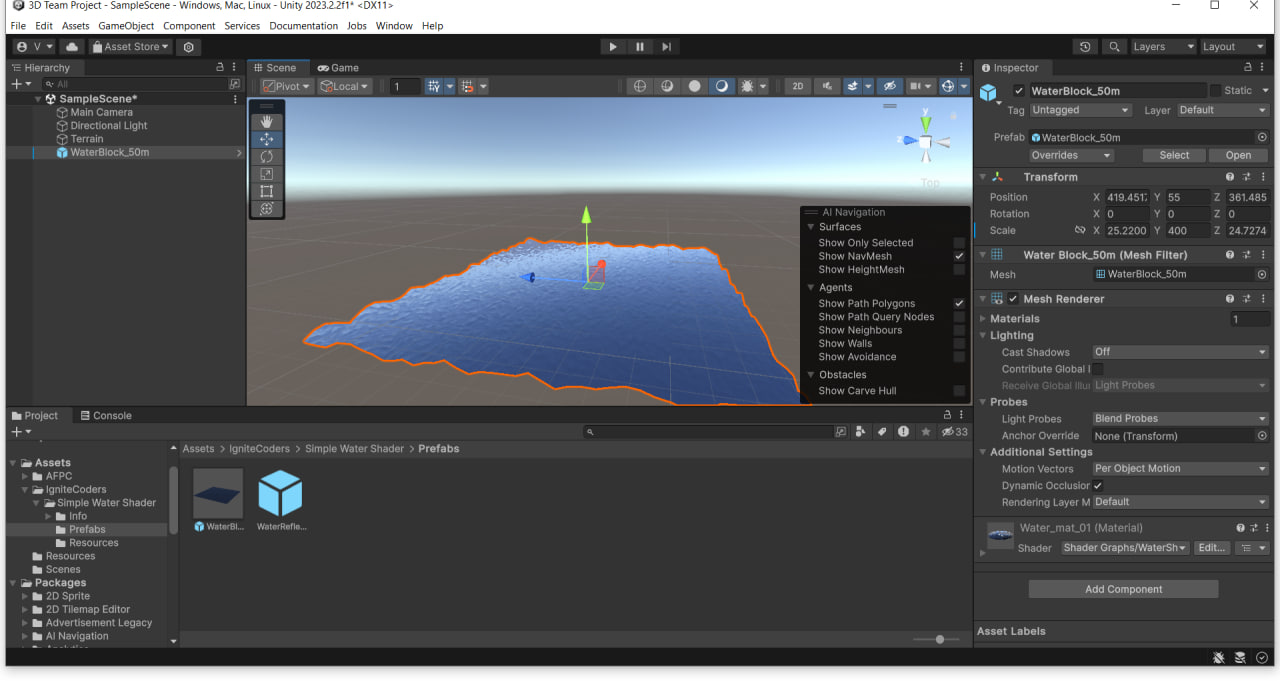 3D Team Project - SampleScene - Windows, Mac, Linux - Unity 2023.2.2f1* <DX11>
File Edit Assets GameObject Component Services Documentation Jobs Window Help
V Asset Store Layers Layout
Hierarchy
All
SampleScene*
Main Camera
Directional Light
Terrain
WaterBlock_50m
Scene Game
Pivot Local 1 2D
y
z
Top
AI Navigation
Surfaces
Show Only Selected
Show NavMesh
Show HeightMesh
Agents
Show Path Polygons
Show Path Query Nodes
Show Neighbours
Show Walls
Show Avoidance
Obstacles
Show Carve Hull
Inspector
WaterBlock_50m Static
Tag Untagged Layer Default
Prefab WaterBlock_50m
Overrides Select Open
Transform
Position X 419.451 Y 55 Z 361.485
Rotation X 0 Y 0 Z 0
Scale X 25.2200 Y 400 Z 24.7274
Water Block_50m (Mesh Filter)
Mesh WaterBlock_50m
Mesh Renderer
Materials 1
Lighting
Cast Shadows Off
Contribute Global I
Receive Global Illu Light Probes
Probes
Light Probes Blend Probes
Anchor Override None (Transform)
Additional Settings
Motion Vectors Per Object Motion
Dynamic Occlusion
Rendering Layer M Default
Water_mat_01 (Material)
Shader Shader Graphs/WaterSh Edit...
Add Component
Asset Labels
Project Console
33
Assets
AFPC
IgniteCoders
Simple Water Shader
Info
Prefabs
Resources
Resources
Scenes
Packages
2D Sprite
2D Tilemap Editor
Advertisement Legacy
AI Navigation
Assets > IgniteCoders > Simple Water Shader > Prefabs
WaterBl... WaterRefle...